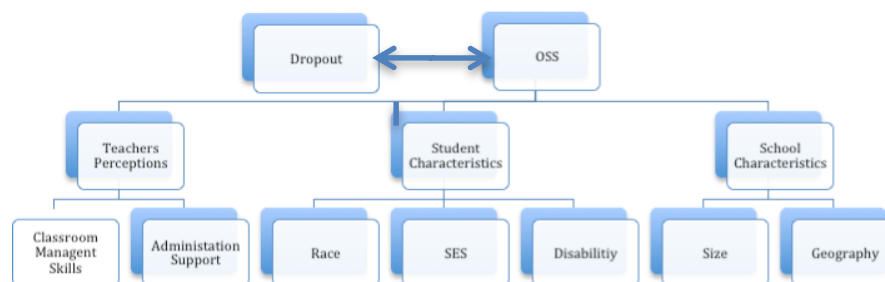 Dropout
OSS
Teachers
Perceptions
Student
Characteristics
School
Characteristics
Classroom
Managent
Skills
Administation
Support
Race
SES
Disabilitiy
Size
Geography